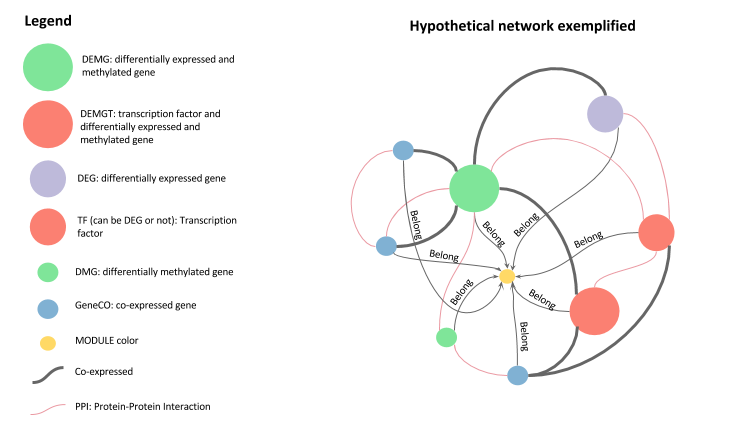 Legend
Hypothetical network exemplified
DEMG: differentially expressed and
methylated gene
DEMGT: transcription factor and
differentially expressed and
methylated gene
DEG: differentially expressed gene
TF (can be DEG or not): Transcription
factor
DMG: differentially methylated gene
GeneCO: co-expressed gene
MODULE color
Co-expressed
PPI: Protein-Protein Interaction
Belong
Belong
Belong
Belong
Belong
Belong
Belong
Belong